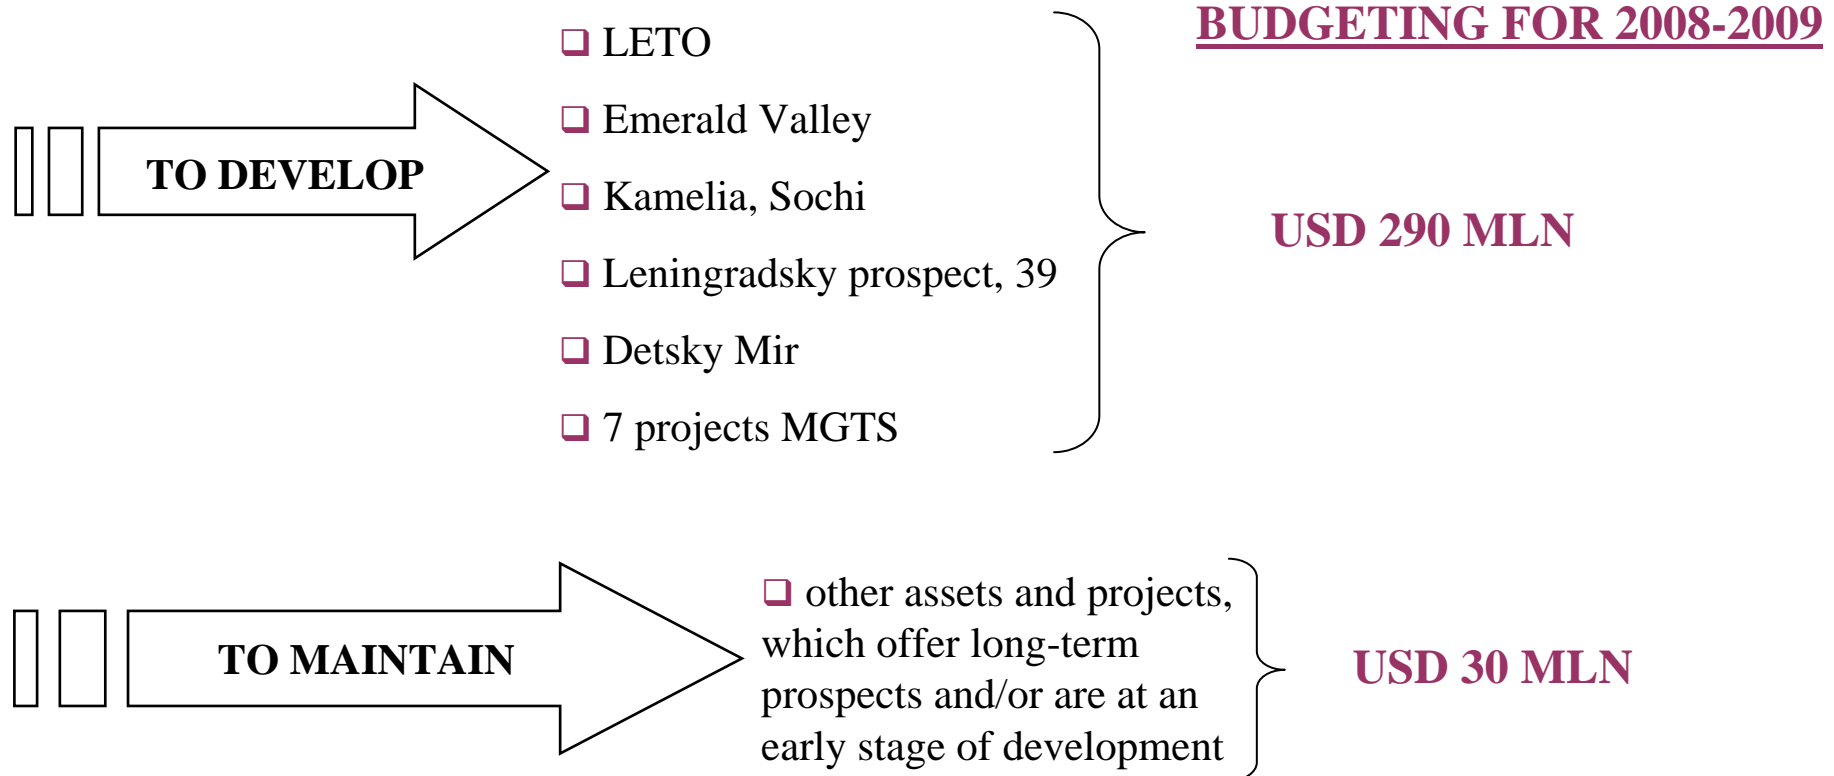 BUDGETING FOR 2008-2009
TO DEVELOP
❑ LETO
❑ Emerald Valley
❑ Kamelia, Sochi
❑ Leningradsky prospect, 39
❑ Detsky Mir
❑ 7 projects MGTS
USD 290 MLN
TO MAINTAIN
❑ other assets and projects,
which offer long-term
prospects and/or are at an
early stage of development
USD 30 MLN